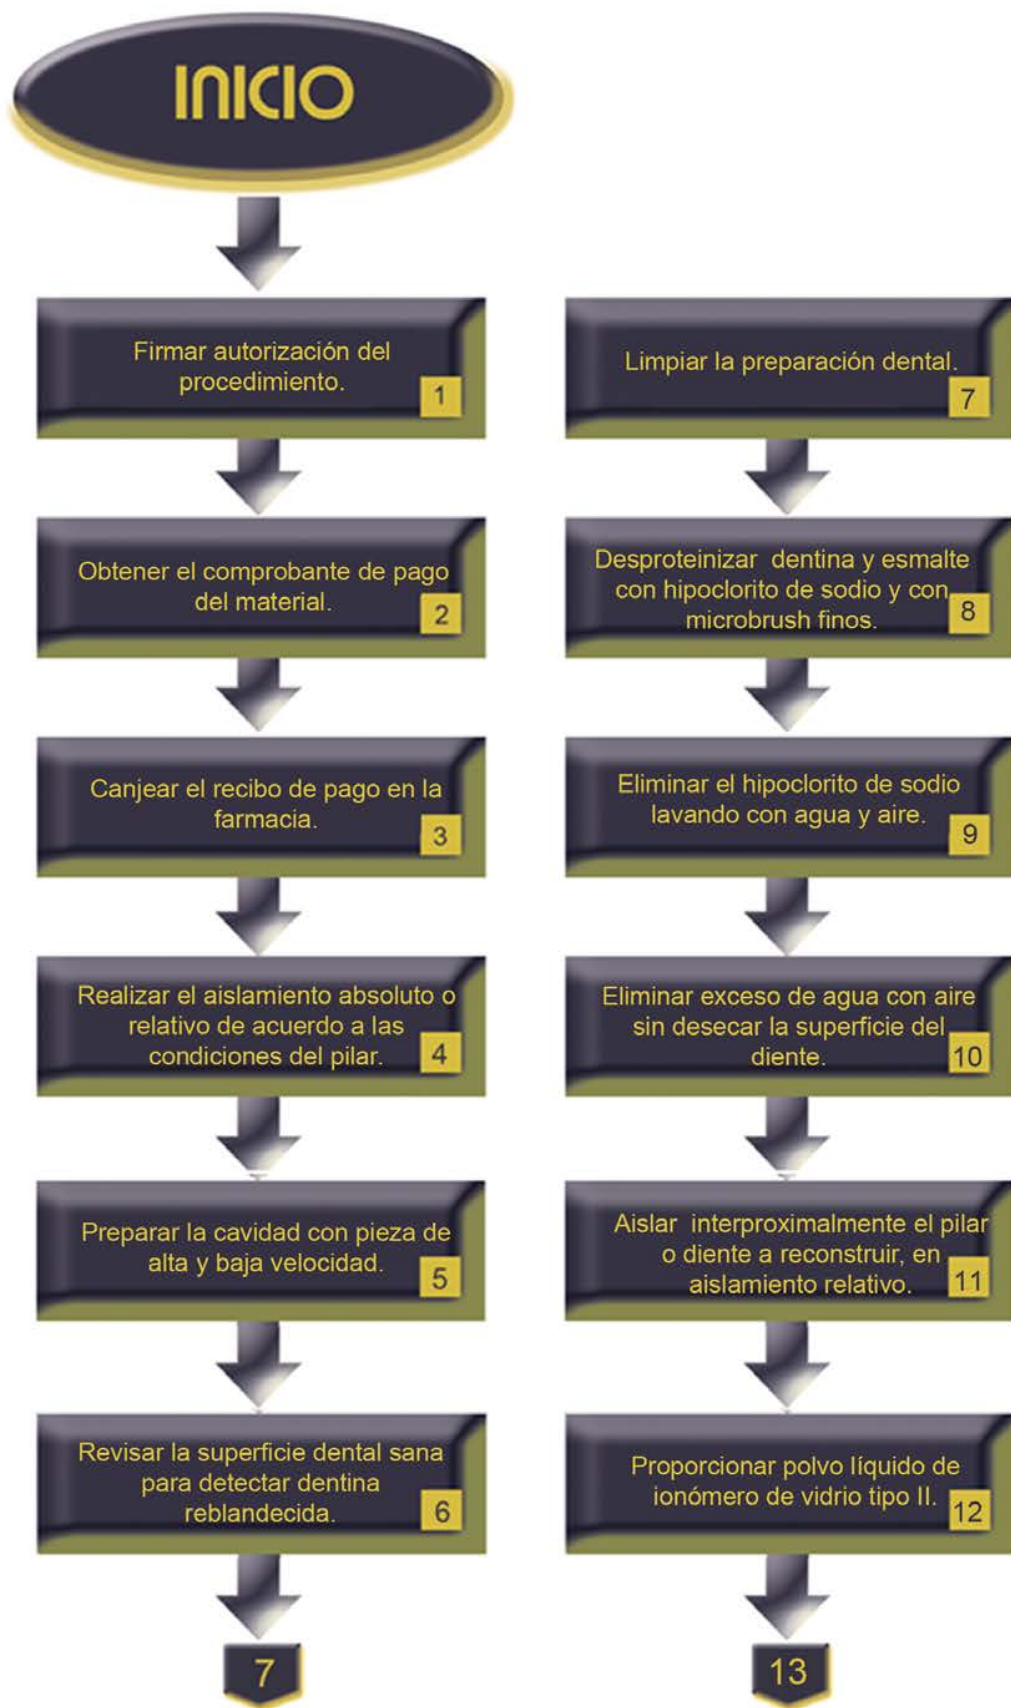 INICIO
Firmar autorización del
procedimiento.
1
Obtener el comprobante de pago
del material.
2
Canjear el recibo de pago en la
farmacia.
3
Realizar el aislamiento absoluto o
relativo de acuerdo a las
condiciones del pilar.
4
Preparar la cavidad con pieza de
alta y baja velocidad.
5
Revisar la superficie dental sana
para detectar dentina
reblandecida.
6
7
Limpiar la preparación dental.
7
Desproteinizar dentina y esmalte
con hipoclorito de sodio y con
microbrush finos.
8
Eliminar el hipoclorito de sodio
lavando con agua y aire.
9
Eliminar exceso de agua con aire
sin desecar la superficie del
diente.
10
Aislar interproximalmente el pilar
o diente a reconstruir, en
aislamiento relativo.
11
Proporcionar polvo líquido de
ionómero de vidrio tipo II.
12
13